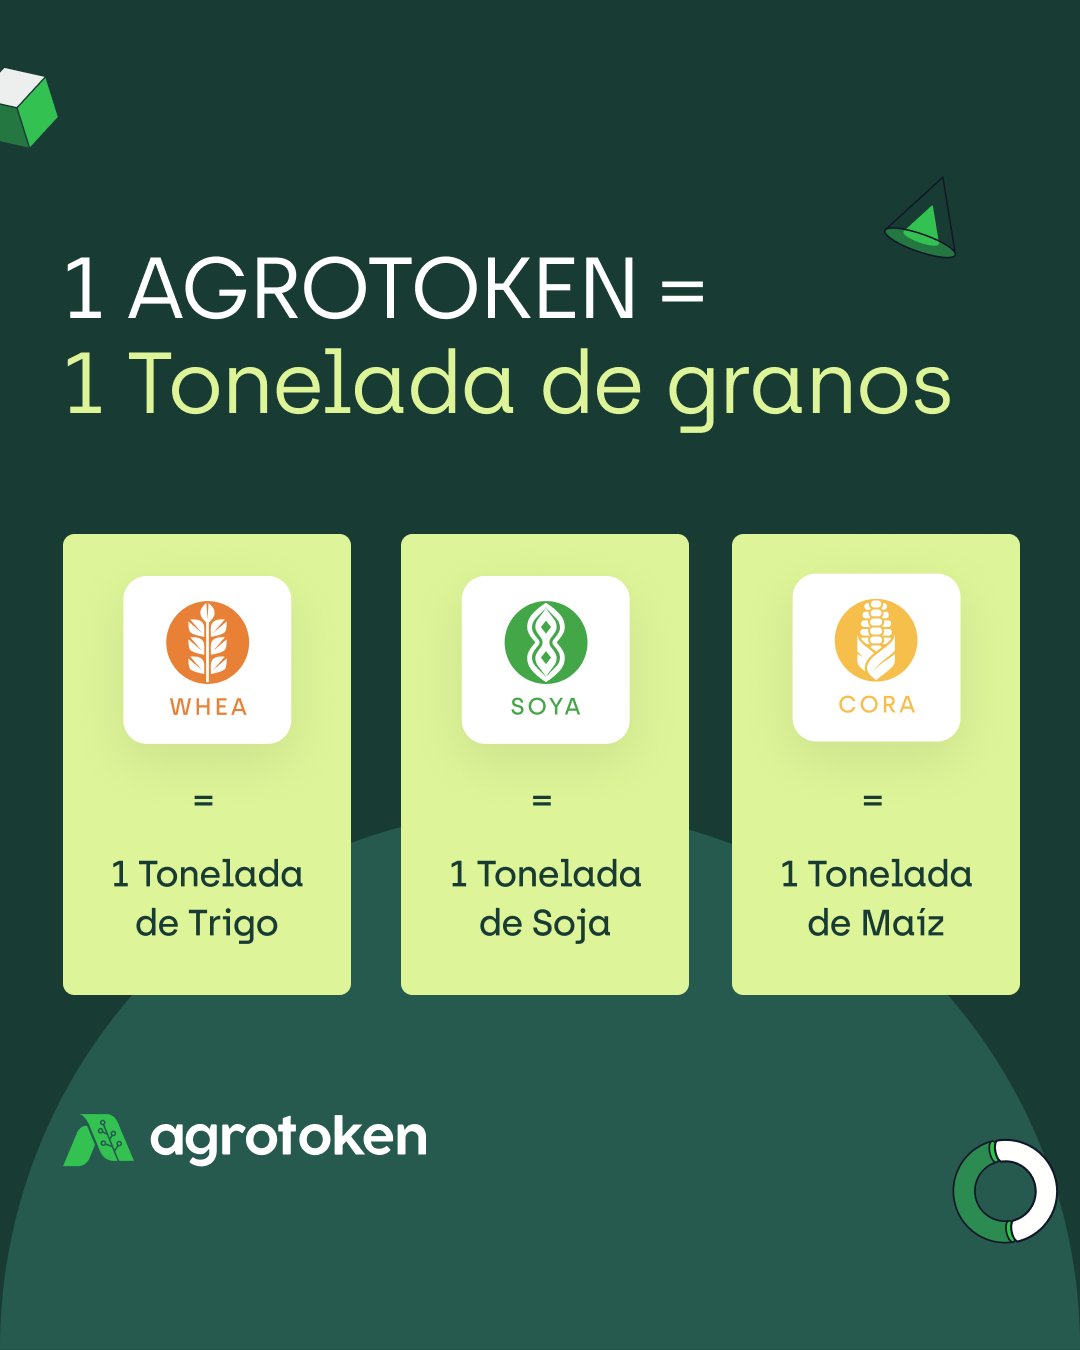 1 AGROTOKEN =
1 Tonelada de granos
WHEA
=
1 Tonelada
de Trigo
SOYA
=
1 Tonelada
de Soja
CORA
=
1 Tonelada
de Maíz
agrotoken